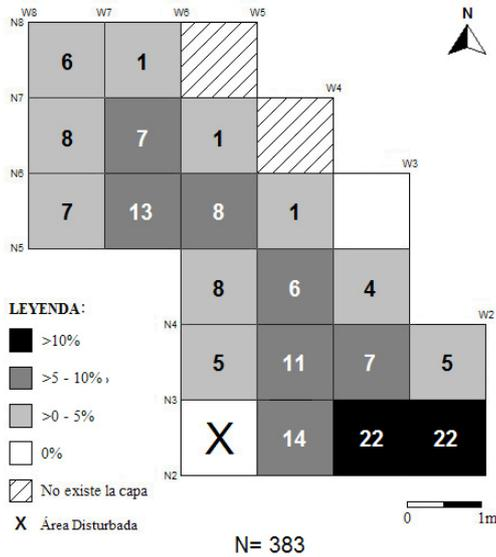 W8 W7 W6 W5 N
N8
6 1
N7 W4
8 7 1
N6 W3
7 13 8 1
N5
8 6 4
LEYENDA:
N4 W2
>10%
5 11 7 5
>5 - 10%
N3
>0 - 5%
X 14 22 22
0%
N2
No existe la capa
X Área Disturbada
0 1m
N= 383